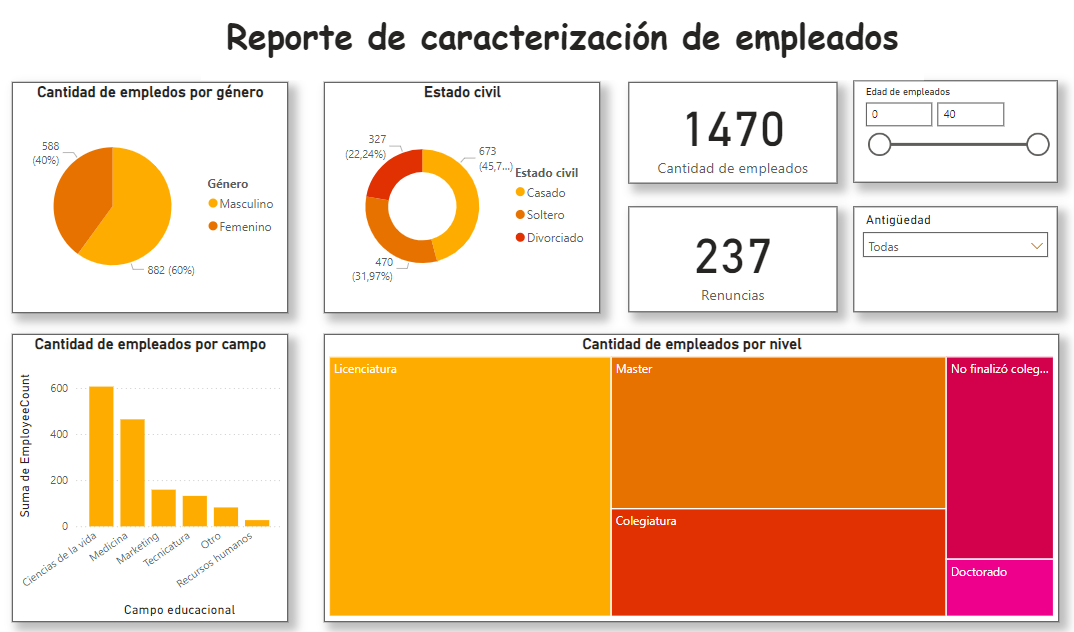 Reporte de caracterización de empleados
Cantidad de empledos por género
588
(40%)
882 (60%)
Género
Masculino
Femenino
Estado civil
327
(22,24%)
673
(45,7...)
470
(31,97%)
Estado civil
Casado
Soltero
Divorciado
1470
Cantidad de empleados
Edad de empleados
0
40
237
Renuncias
Antigüedad
Todas
Cantidad de empleados por campo
Suma de EmployeeCount
600
400
200
0
Ciencias de la vida
Medicina
Marketing
Tecnicatura
Otro
Recursos humanos
Campo educacional
Cantidad de empleados por nivel
Licenciatura
Master
Colegiatura
No finalizó coleg...
Doctorado